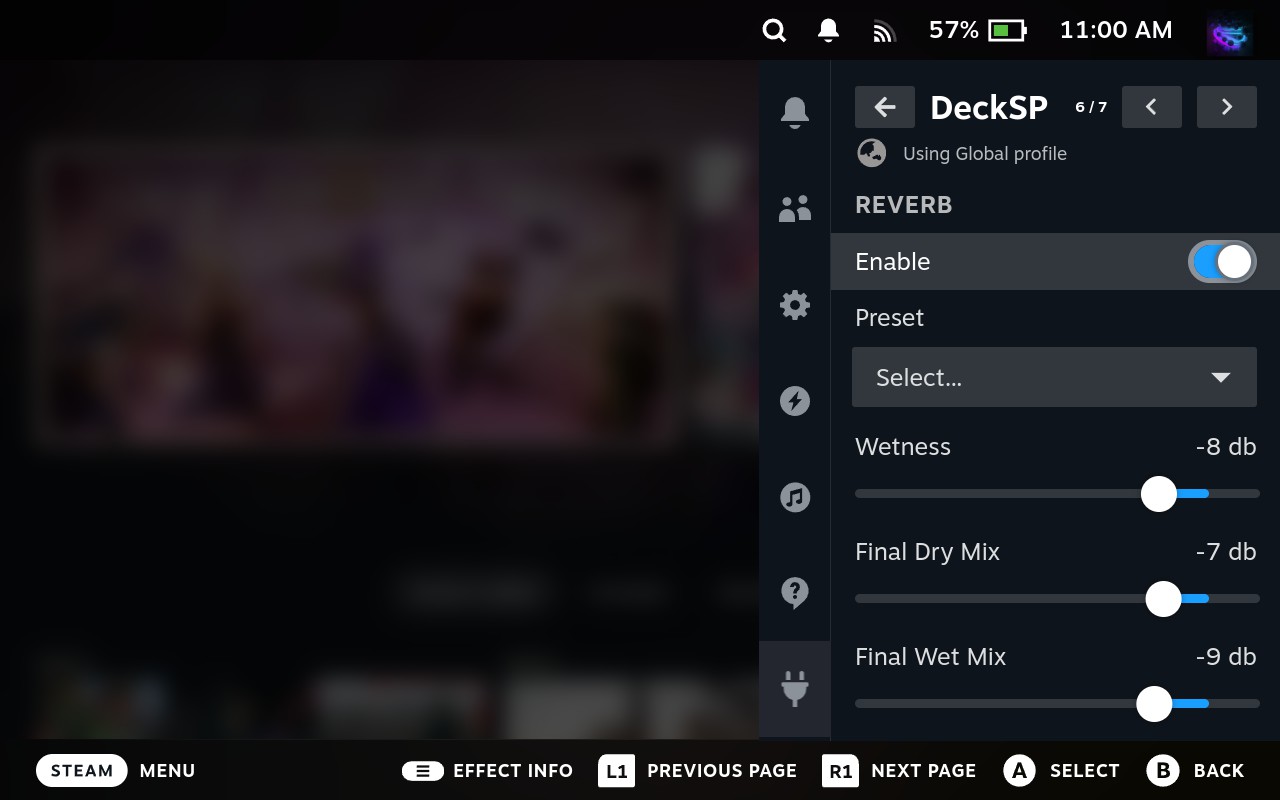 57% 11:00 AM
DeckSP 6 / 7
Using Global profile
REVERB
Enable
Preset
Select...
Wetness -8 db
Final Dry Mix -7 db
Final Wet Mix -9 db
STEAM MENU EFFECT INFO L1 PREVIOUS PAGE R1 NEXT PAGE A SELECT B BACK